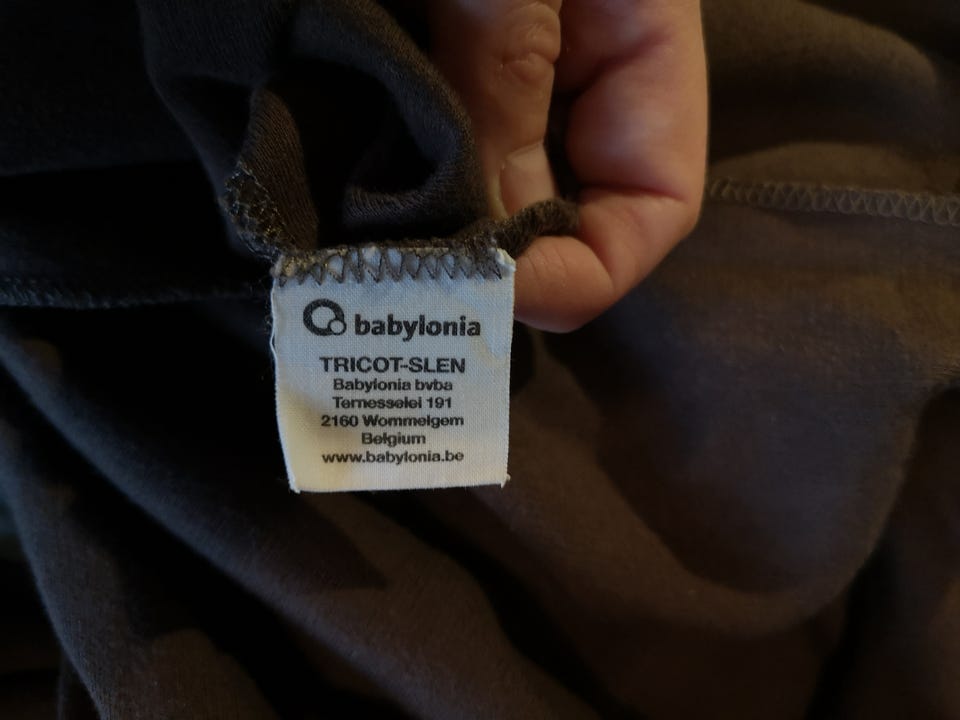 babylonia
TRICOT-SLEN
Babylonia bvba
Ternesselei 191
2160 Wommelgem
Belgium
www.babylonia.be